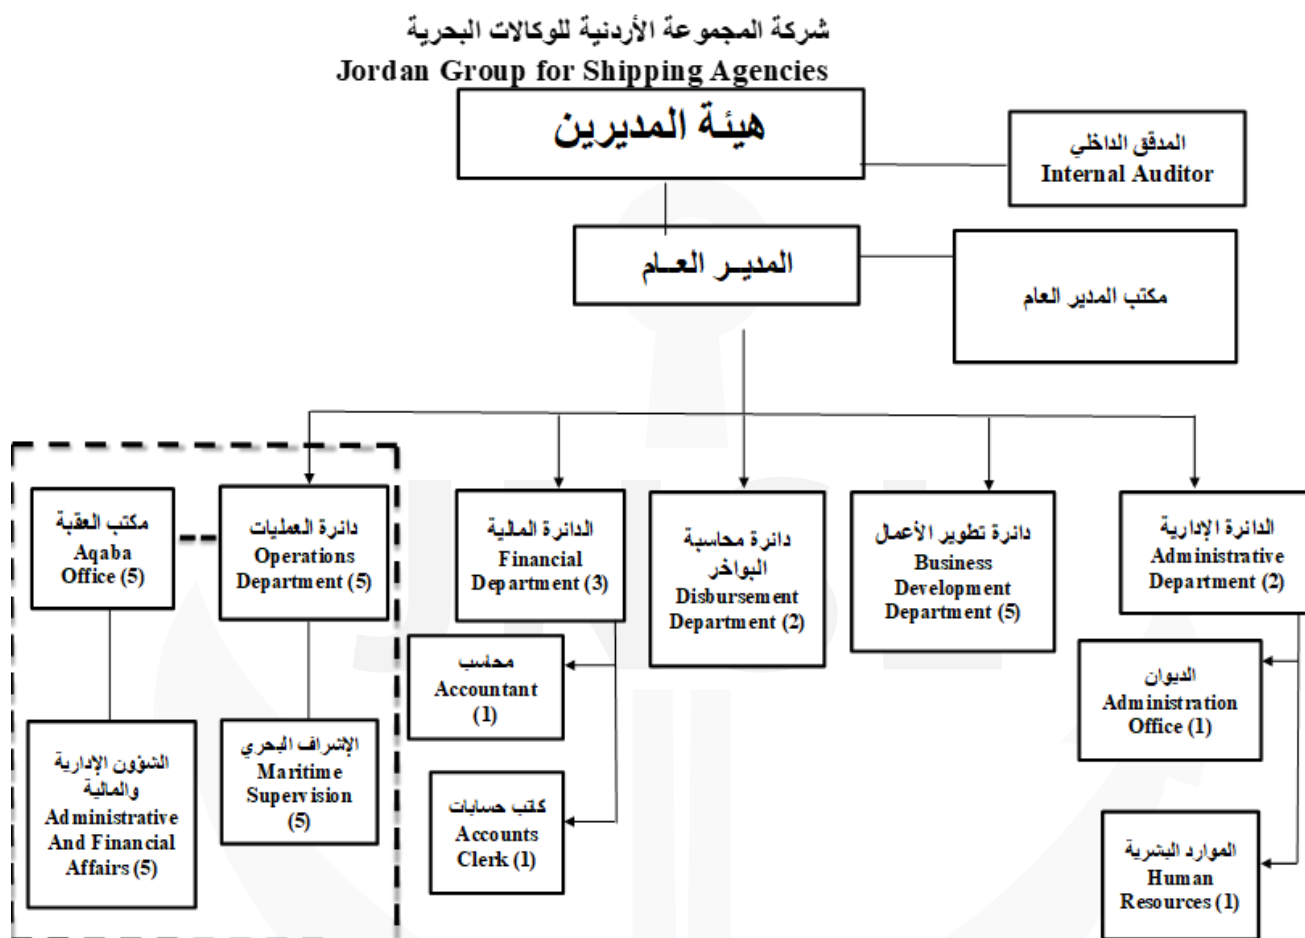 شركة المجموعة الأردنية للوكالات البحرية
Jordan Group for Shipping Agencies
هيئة المديرين
المدقق الداخلي
Internal Auditor
المديـر العـام
مكتب المدير العام
مكتب العقبة
Aqaba
Office (5)
دائرة العمليات
Operations
Department (5)
الدائرة المالية
Financial
Department (3)
دائرة محاسبة
البواخر
Disbursement
Department (2)
دائرة تطوير الأعمال
Business
Development
Department (5)
الدائرة الإدارية
Administrative
Department (2)
الشؤون الإدارية
والمالية
Administrative
And Financial
Affairs (5)
الإشراف البحري
Maritime
Supervision
(5)
محاسب
Accountant
(1)
كاتب حسابات
Accounts
Clerk (1)
الديوان
Administration
Office (1)
الموارد البشرية
Human
Resources (1)